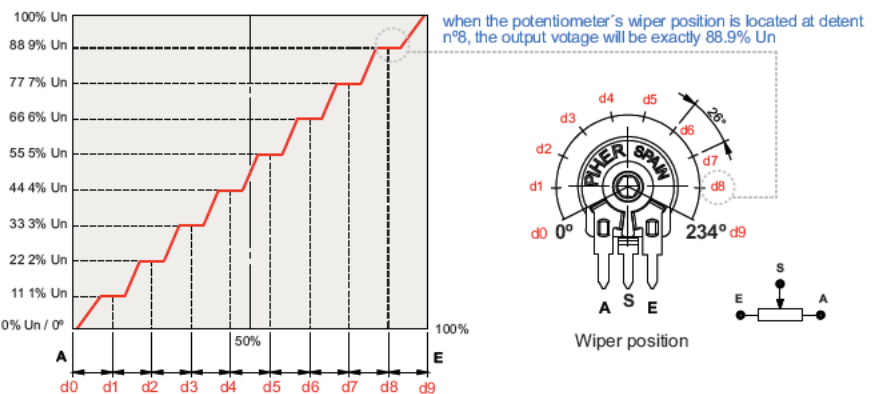 100% Un
88.9% Un
77.7% Un
66.6% Un
55.5% Un
44.4% Un
33.3% Un
22.2% Un
11.1% Un
0% Un / 0º
50%
100%
A
E
d0 d1 d2 d3 d4 d5 d6 d7 d8 d9
when the potentiometer´s wiper position is located at detent
nº8, the output votage will be exactly 88.9% Un
d4 d5
d3 d6
26º
d2 d7
d1 d8
PIHER SPAIN
d0 0º 234º d9
A S E
Wiper position
S
E A